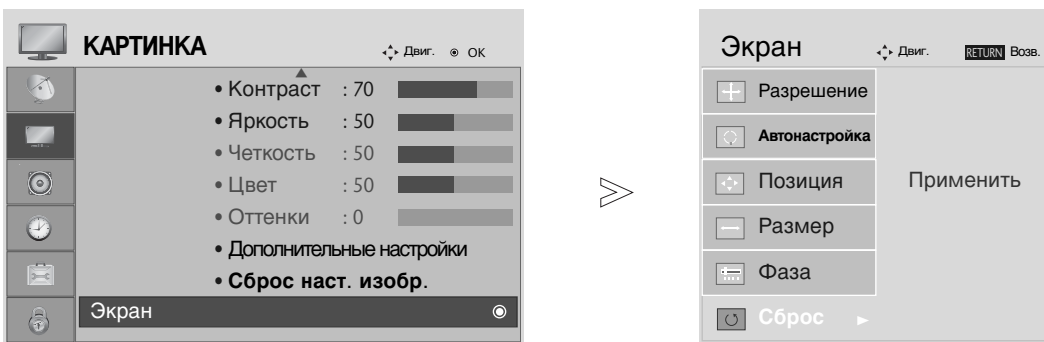 КАРТИНКА Двиг. OK
• Контраст : 70
• Яркость : 50
• Четкость : 50
• Цвет : 50
• Оттенки : 0
• Дополнительные настройки
• Сброс наст. изобр.
Экран
Экран Двиг. RETURN Возв.
Разрешение
Автонастройка
Позиция
Применить
Размер
Фаза
Сброс